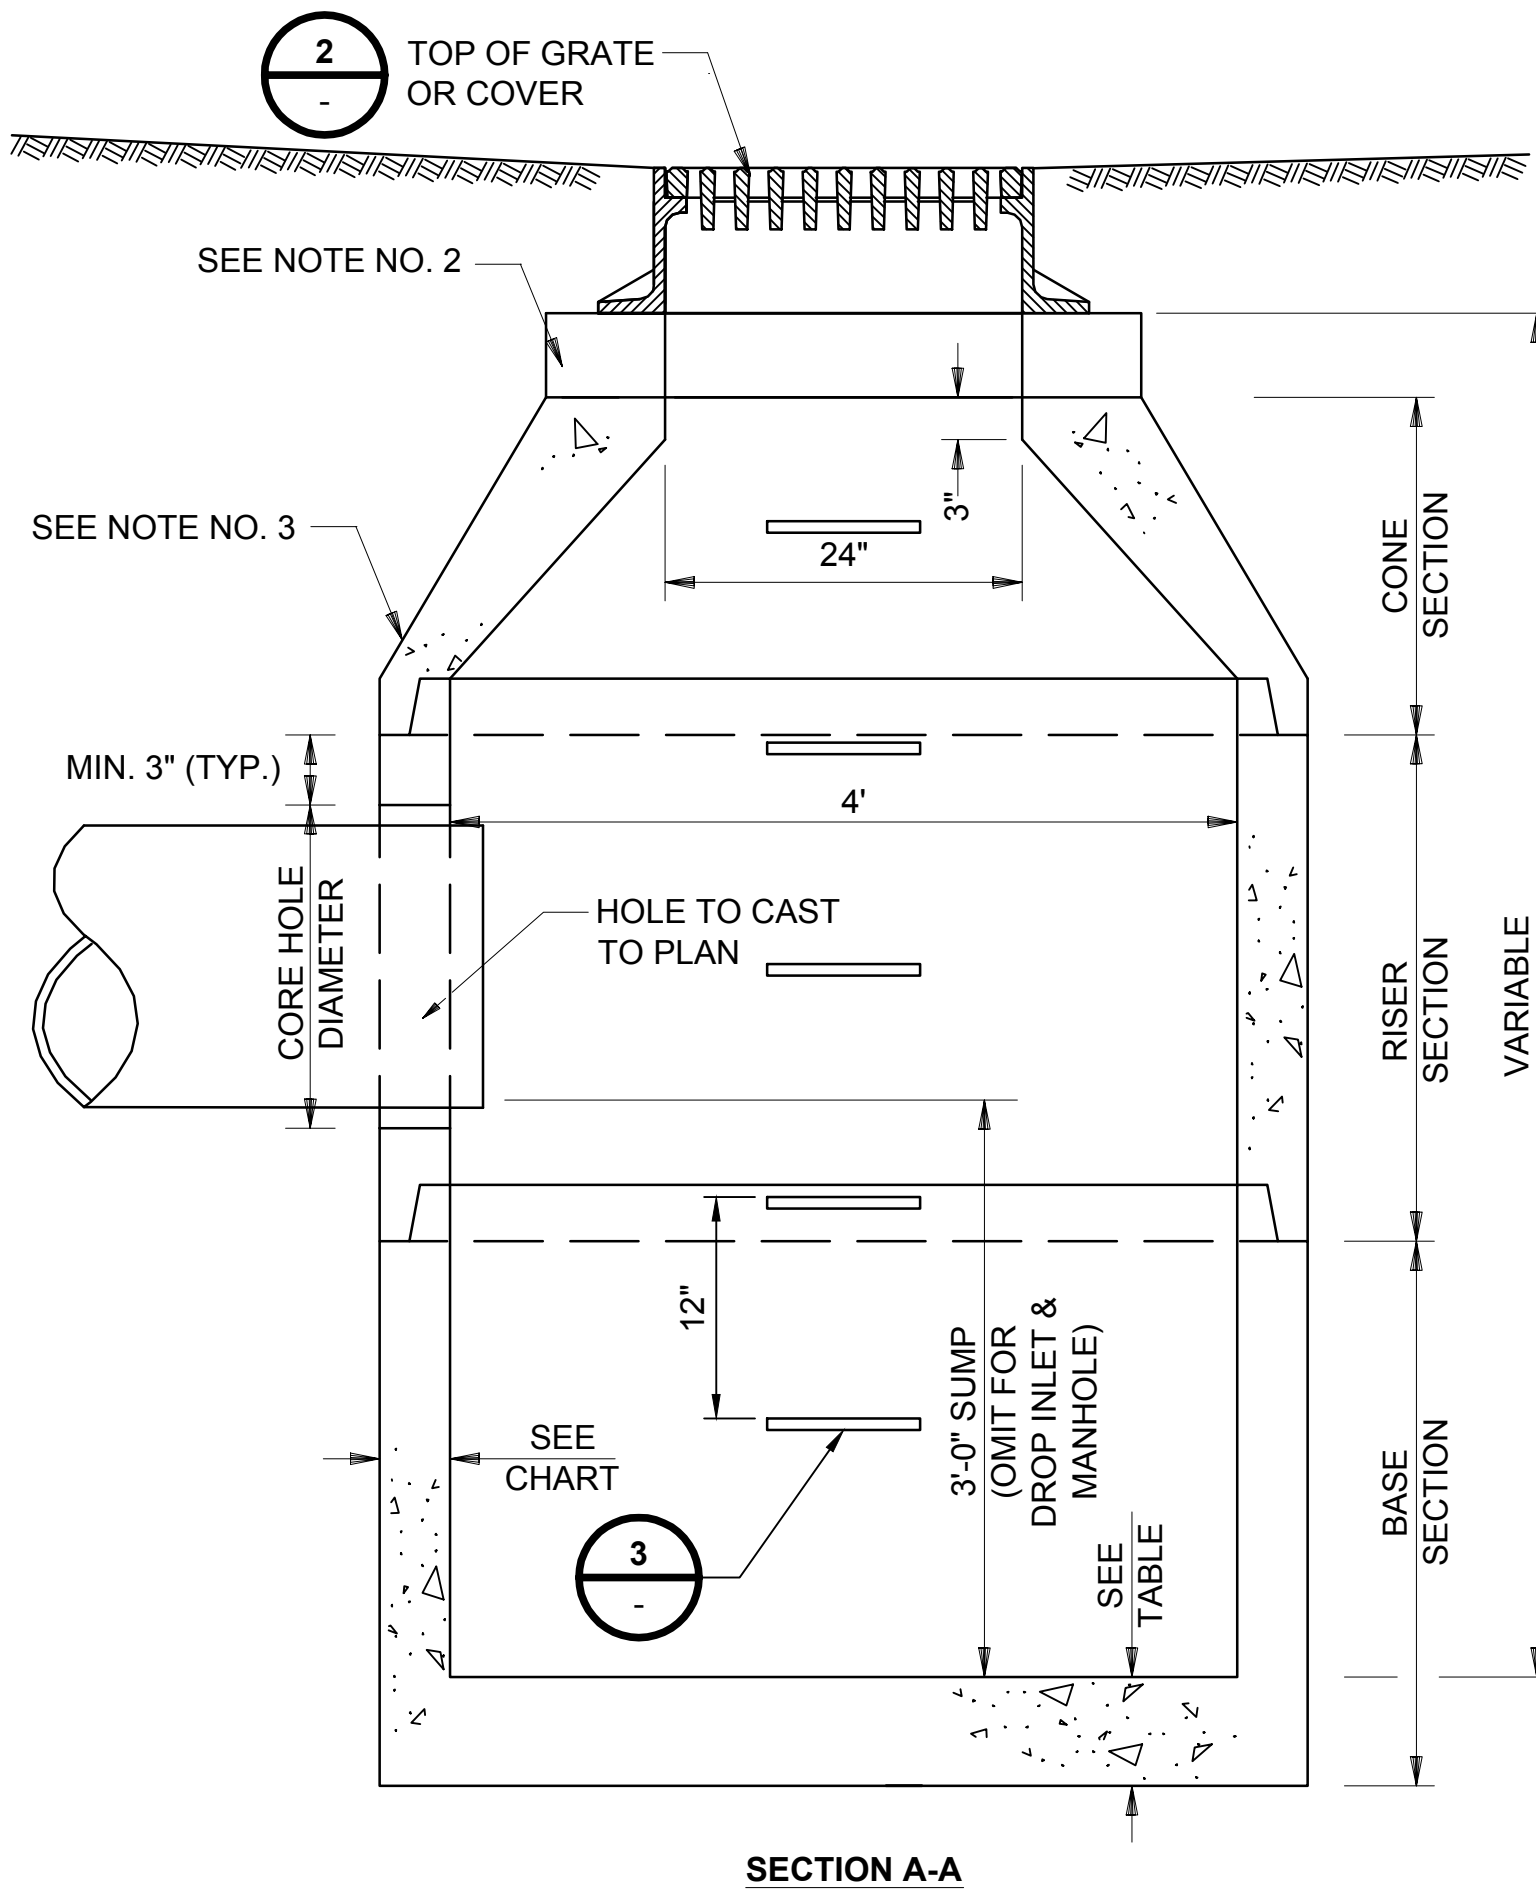 2
-
TOP OF GRATE
OR COVER
SEE NOTE NO. 2
SEE NOTE NO. 3
3"
24"
CONE
SECTION
MIN. 3" (TYP.)
4'
CORE HOLE
DIAMETER
HOLE TO CAST
TO PLAN
RISER
SECTION
VARIABLE
12"
3'-0" SUMP
(OMIT FOR
DROP INLET &
MANHOLE)
SEE
CHART
BASE
SECTION
3
-
SEE
TABLE
SECTION A-A